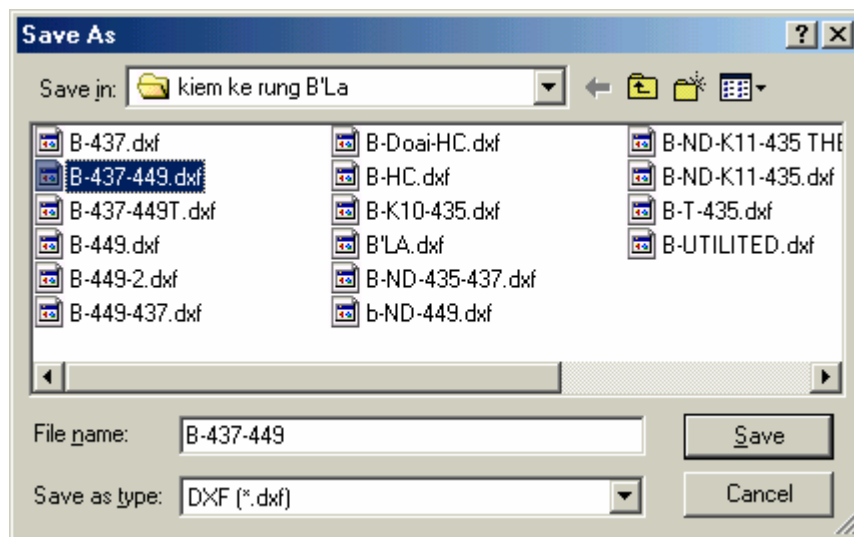 Save As
Save in: kiem ke rung B'La
B-437.dxf
B-437-449.dxf
B-437-449T.dxf
B-449.dxf
B-449-2.dxf
B-449-437.dxf
B-Doai-HC.dxf
B-HC.dxf
B-K10-435.dxf
B'LA.dxf
B-ND-435-437.dxf
b-ND-449.dxf
B-ND-K11-435 THE
B-ND-K11-435.dxf
B-T-435.dxf
B-UTILITED.dxf
File name: B-437-449 Save
Save as type: DXF (*.dxf) Cancel